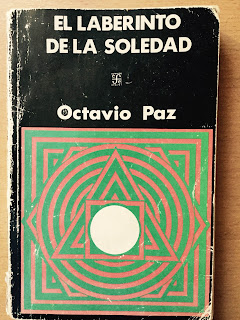 EL LABERINTO
DE LA SOLEDAD
Octavio Paz